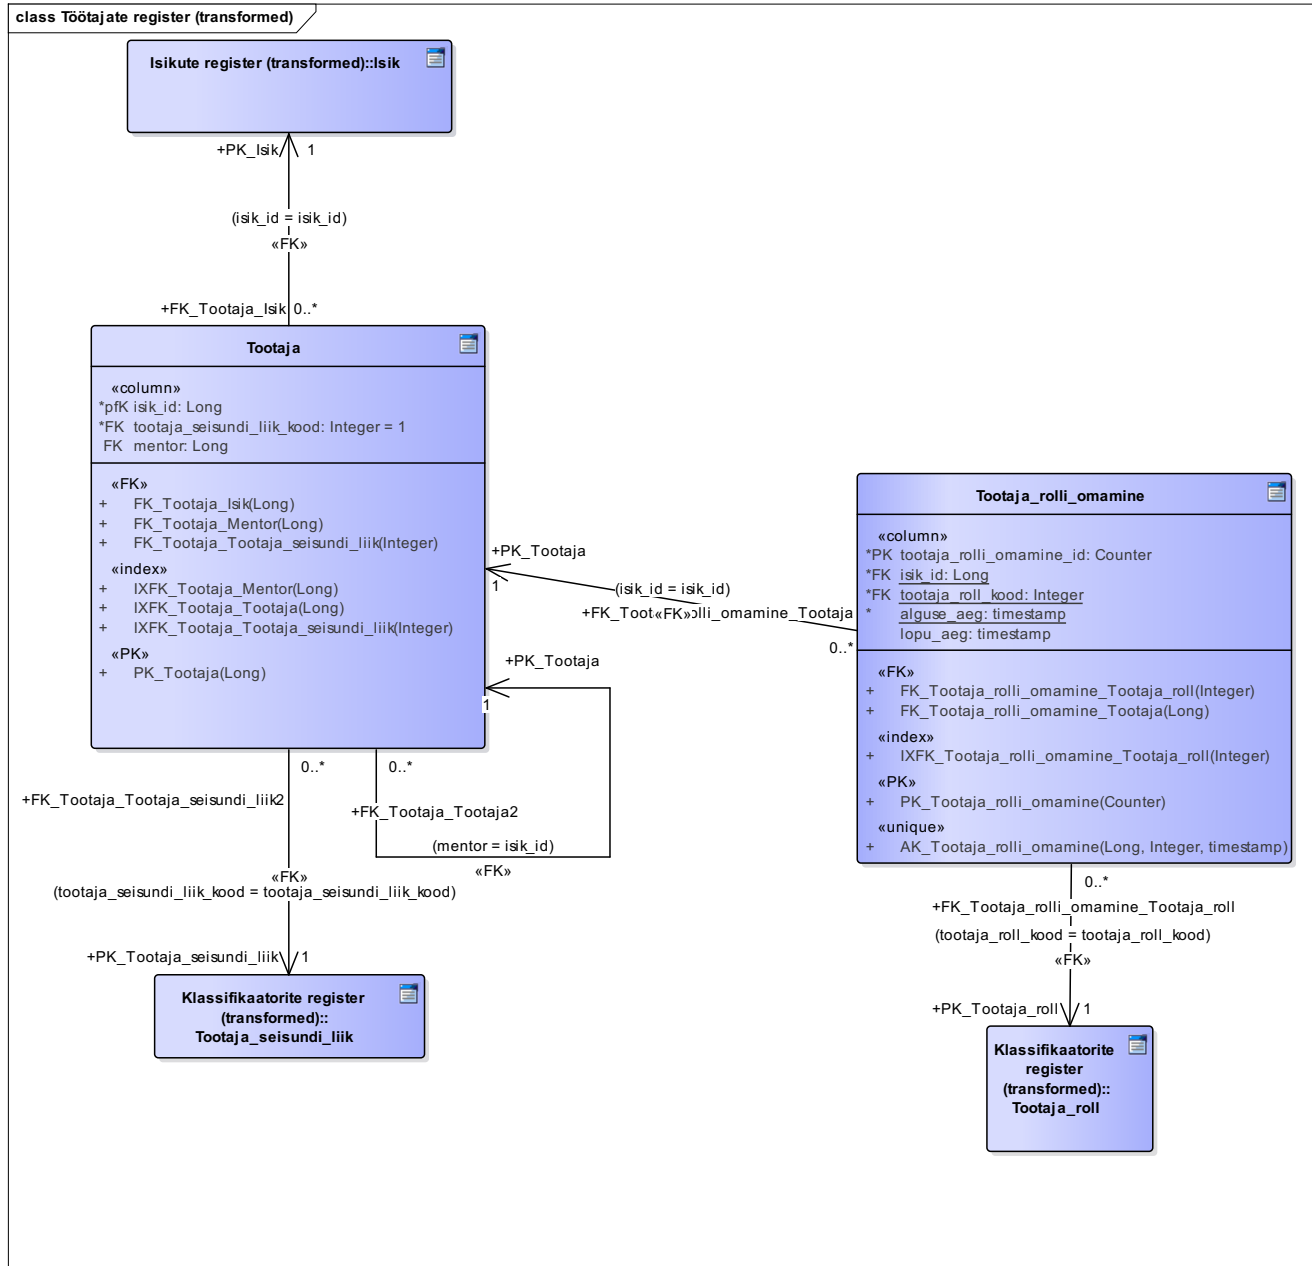 class Töötajate register (transformed)
Isikute register (transformed)::Isik
+PK_Isik
1
(isik_id = isik_id)
«FK»
+FK_Tootaja_Isik
0..*
Tootaja
«column»
*pfK isik_id: Long
*FK tootaja_seisundi_liik_kood: Integer = 1
FK mentor: Long
«FK»
+ FK_Tootaja_Isik(Long)
+ FK_Tootaja_Mentor(Long)
+ FK_Tootaja_Tootaja_seisundi_liik(Integer)
«index»
+ IXFK_Tootaja_Mentor(Long)
+ IXFK_Tootaja_Tootaja(Long)
+ IXFK_Tootaja_Tootaja_seisundi_liik(Integer)
«PK»
+ PK_Tootaja(Long)
+PK_Tootaja
1
(isik_id = isik_id)
«FK»
0..*
Tootaja_rolli_omamine
«column»
*PK tootaja_rolli_omamine_id: Counter
*FK isik_id: Long
*FK tootaja_roll_kood: Integer
* alguse_aeg: timestamp
lopu_aeg: timestamp
«FK»
+ FK_Tootaja_rolli_omamine_Tootaja_roll(Integer)
+ FK_Tootaja_rolli_omamine_Tootaja(Long)
«index»
+ IXFK_Tootaja_rolli_omamine_Tootaja_roll(Integer)
«PK»
+ PK_Tootaja_rolli_omamine(Counter)
«unique»
+ AK_Tootaja_rolli_omamine(Long, Integer, timestamp)
+PK_Tootaja
1
0..*
0..*
+FK_Tootaja_Tootaja_seisundi_liik2
+FK_Tootaja_Tootaja2
(mentor = isik_id)
«FK»
«FK»
(tootaja_seisundi_liik_kood = tootaja_seisundi_liik_kood)
+PK_Tootaja_seisundi_liik
1
Klassifikaatorite register
(transformed)::
Tootaja_seisundi_liik
0..*
+FK_Tootaja_rolli_omamine_Tootaja_roll
(tootaja_roll_kood = tootaja_roll_kood)
«FK»
+PK_Tootaja_roll
1
Klassifikaatorite
register
(transformed)::
Tootaja_roll